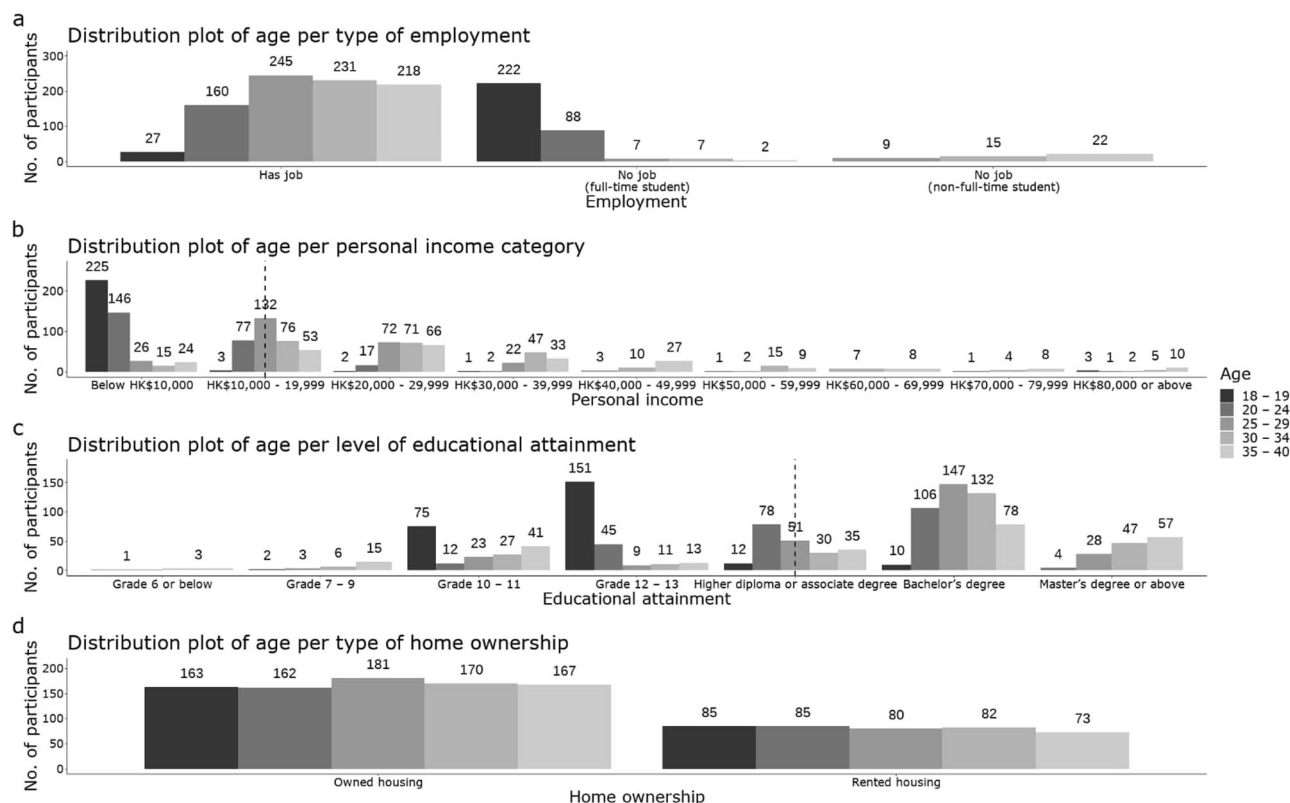 a
Distribution plot of age per type of employment
No. of participants
300
200
100
0
27 160 245 231 218 222 88 7 7 2 9 15 22
Has job No job No job
(full-time student) (non-full-time student)
Employment
b
Distribution plot of age per personal income category
No. of participants
200
100
0
225 146 26 15 24 3 77 132 76 53 2 17 72 71 66 1 2 22 47 33 3 10 27 1 2 15 9 7 8 1 4 8 3 1 2 5 10
Below HK$10,000 HK$10,000 - 19,999 HK$20,000 - 29,999 HK$30,000 - 39,999 HK$40,000 - 49,999 HK$50,000 - 59,999 HK$60,000 - 69,999 HK$70,000 - 79,999 HK$80,000 or above
Personal income
Age
18 – 19
20 – 24
25 – 29
30 – 34
35 – 40
c
Distribution plot of age per level of educational attainment
No. of participants
150
100
50
0
1 3 2 3 6 15 75 12 23 27 41 151 45 9 11 13 12 78 51 30 35 10 106 147 132 78 4 28 47 57
Grade 6 or below Grade 7 – 9 Grade 10 – 11 Grade 12 – 13 Higher diploma or associate degree Bachelor's degree Master's degree or above
Educational attainment
d
Distribution plot of age per type of home ownership
No. of participants
200
150
100
50
0
163 162 181 170 167 85 85 80 82 73
Owned housing Rented housing
Home ownership